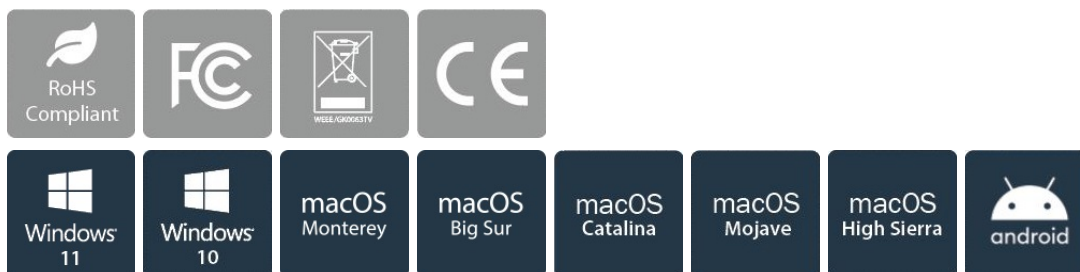 RoHS
Compliant
FC
WEEE/GK0083TV
CE
Windows
11
Windows
10
macOS
Monterey
macOS
Big Sur
macOS
Catalina
macOS
Mojave
macOS
High Sierra
android